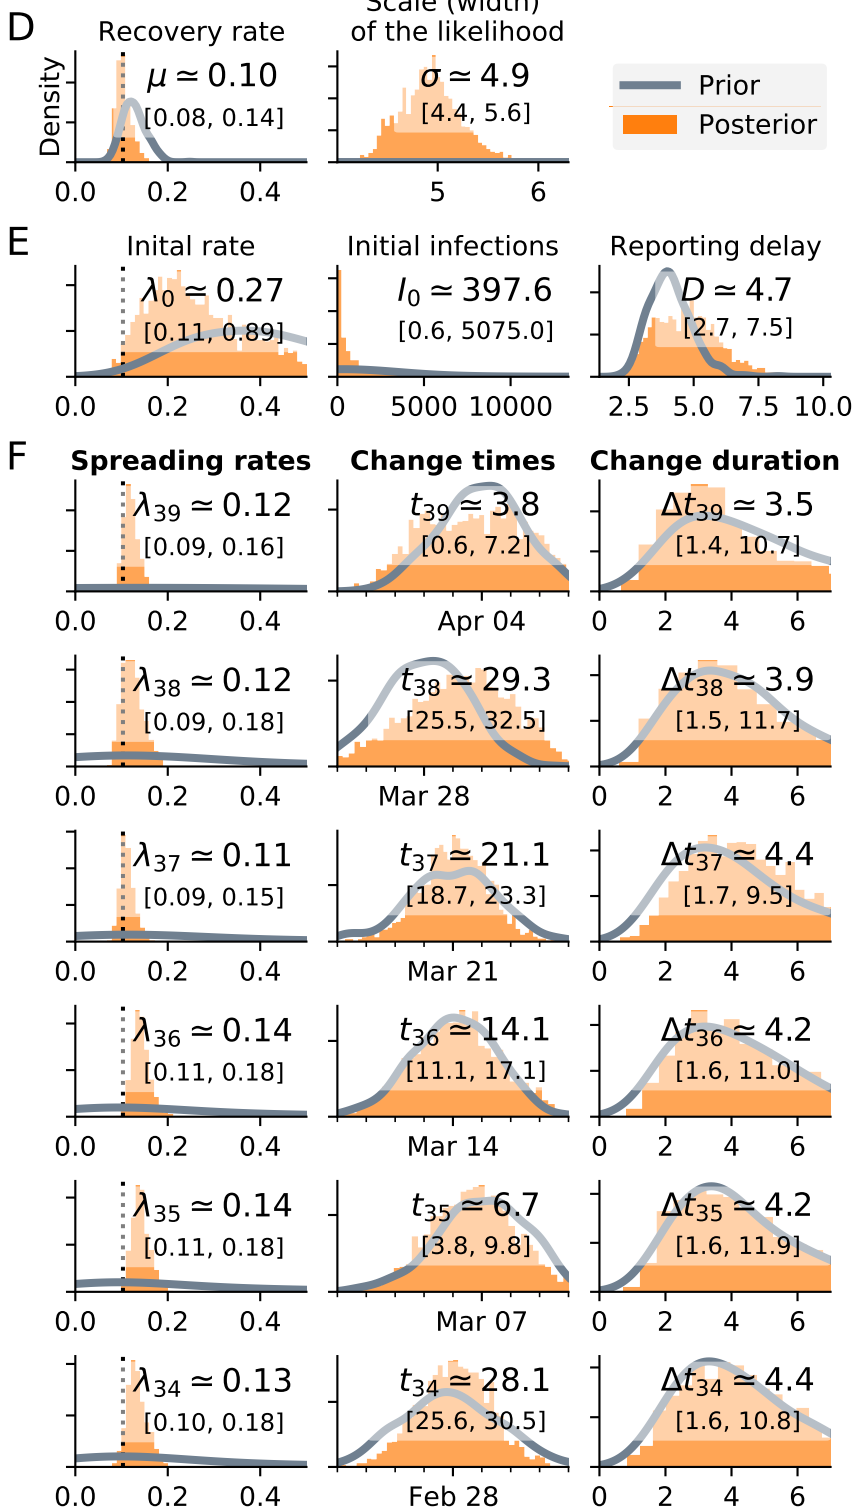 D
Recovery rate
Scale (width)
of the likelihood
Density
μ ≃ 0.10
[0.08, 0.14]
σ ≃ 4.9
[4.4, 5.6]
Prior
Posterior
0.0 0.2 0.4
5 6
E
Inital rate
Initial infections
Reporting delay
λ0 ≃ 0.27
[0.11, 0.89]
I0 ≃ 397.6
[0.6, 5075.0]
D ≃ 4.7
[2.7, 7.5]
0.0 0.2 0.4
0 5000 10000
2.5 5.0 7.5 10.0
F
Spreading rates
Change times
Change duration
λ39 ≃ 0.12
[0.09, 0.16]
t39 ≃ 3.8
[0.6, 7.2]
Δt39 ≃ 3.5
[1.4, 10.7]
0.0 0.2 0.4
Apr 04
0 2 4 6
λ38 ≃ 0.12
[0.09, 0.18]
t38 ≃ 29.3
[25.5, 32.5]
Δt38 ≃ 3.9
[1.5, 11.7]
0.0 0.2 0.4
Mar 28
0 2 4 6
λ37 ≃ 0.11
[0.09, 0.15]
t37 ≃ 21.1
[18.7, 23.3]
Δt37 ≃ 4.4
[1.7, 9.5]
0.0 0.2 0.4
Mar 21
0 2 4 6
λ36 ≃ 0.14
[0.11, 0.18]
t36 ≃ 14.1
[11.1, 17.1]
Δt36 ≃ 4.2
[1.6, 11.0]
0.0 0.2 0.4
Mar 14
0 2 4 6
λ35 ≃ 0.14
[0.11, 0.18]
t35 ≃ 6.7
[3.8, 9.8]
Δt35 ≃ 4.2
[1.6, 11.9]
0.0 0.2 0.4
Mar 07
0 2 4 6
λ34 ≃ 0.13
[0.10, 0.18]
t34 ≃ 28.1
[25.6, 30.5]
Δt34 ≃ 4.4
[1.6, 10.8]
0.0 0.2 0.4
Feb 28
0 2 4 6